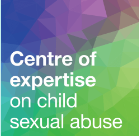 Centre of
expertise
on child
sexual abuse